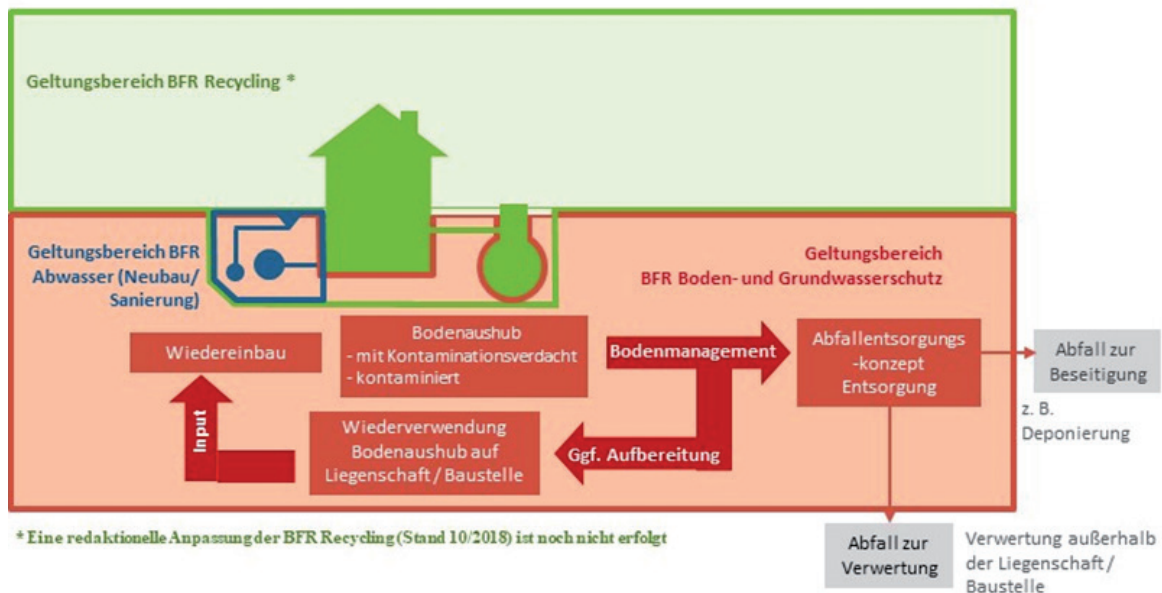 Geltungsbereich BFR Recycling *
Geltungsbereich BFR
Abwasser (Neubau/
Sanierung)
Geltungsbereich
BFR Boden- und Grundwasserschutz
Wiedereinbau
Bodenaushub
- mit Kontaminationsverdacht
- kontaminiert
Bodenmanagement
Abfallentsorgungs
-konzept
Entsorgung
Abfall zur
Beseitigung
z. B.
Deponierung
Input
Wiederverwendung
Bodenaushub auf
Liegenschaft / Baustelle
Ggf. Aufbereitung
* Eine redaktionelle Anpassung der BFR Recycling (Stand 10/2018) ist noch nicht erfolgt
Abfall zur
Verwertung
Verwertung außerhalb
der Liegenschaft /
Baustelle